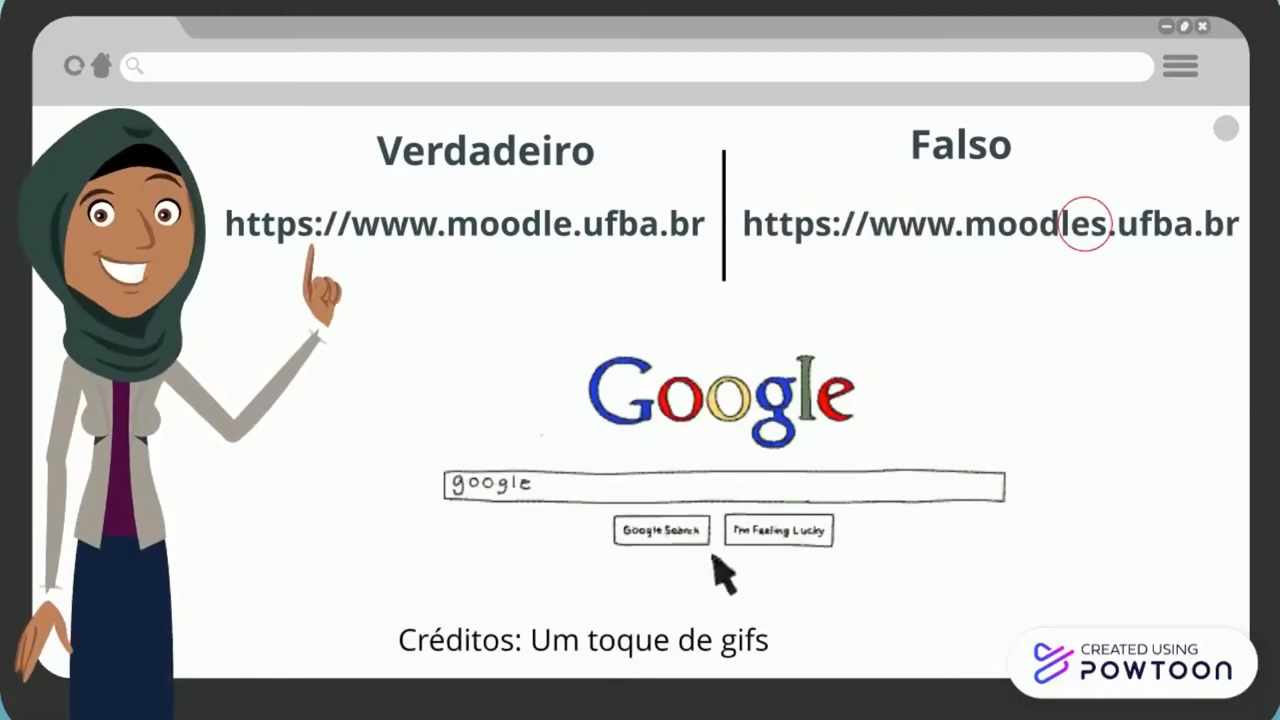 Verdadeiro
https://www.moodle.ufba.br
Falso
https://www.moodles.ufba.br
Google
google
Google Search
I'm Feeling Lucky
Créditos: Um toque de gifs
CREATED USING
POWTOON